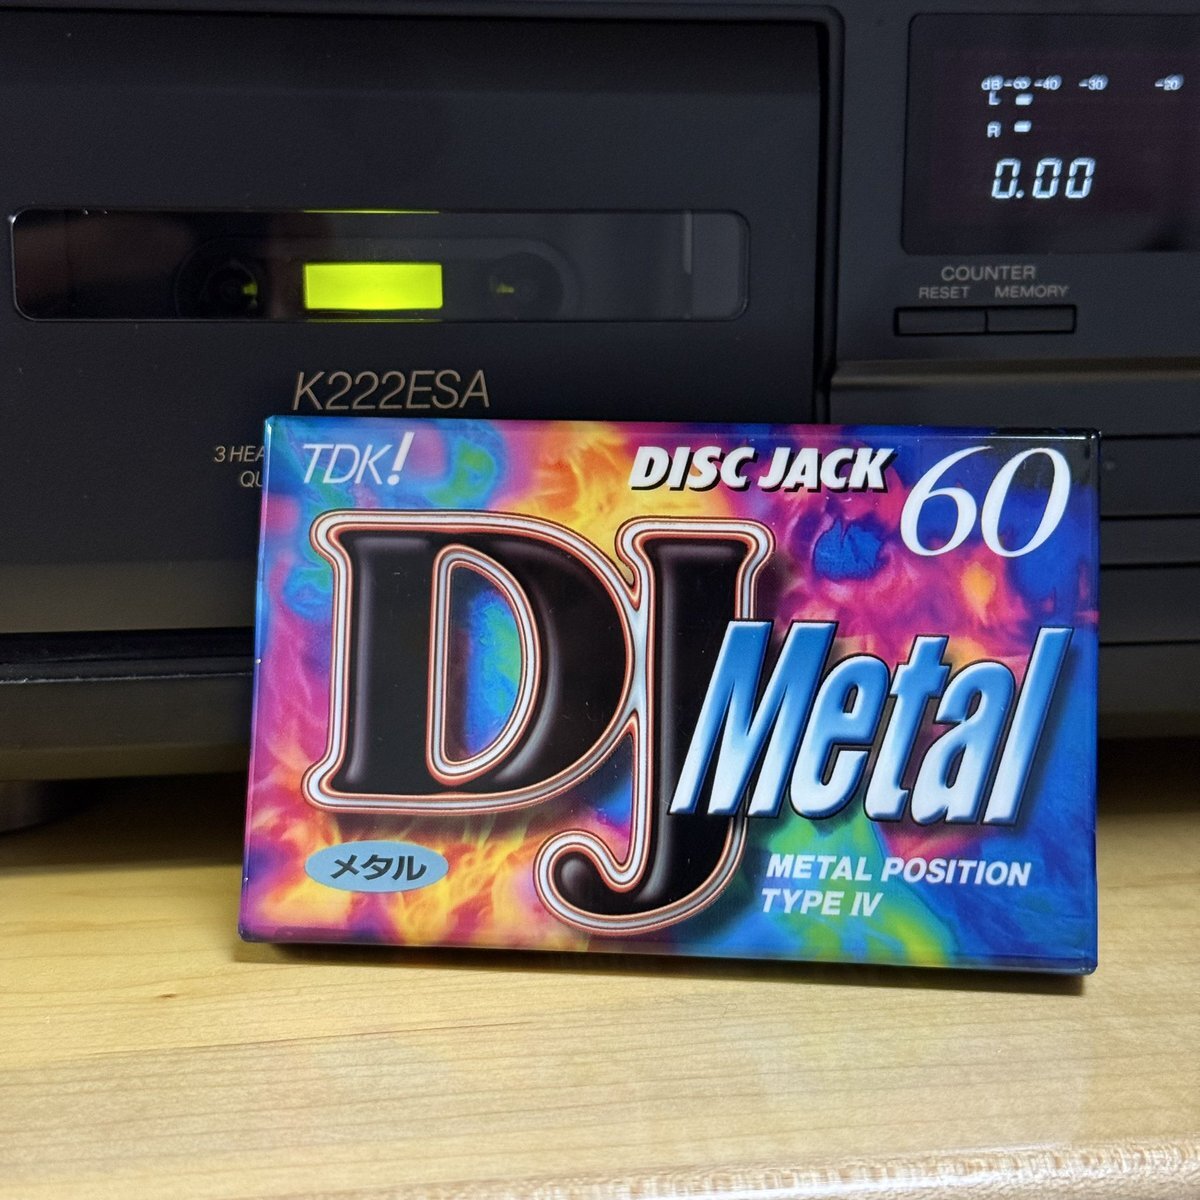 dB -∞ -40 -30 -20
L
R
0.00
COUNTER
RESET MEMORY
K222ESA
3 HEA
QU
TDK!
DISC JACK
60
DJ
Metal
メタル
METAL POSITION
TYPE IV